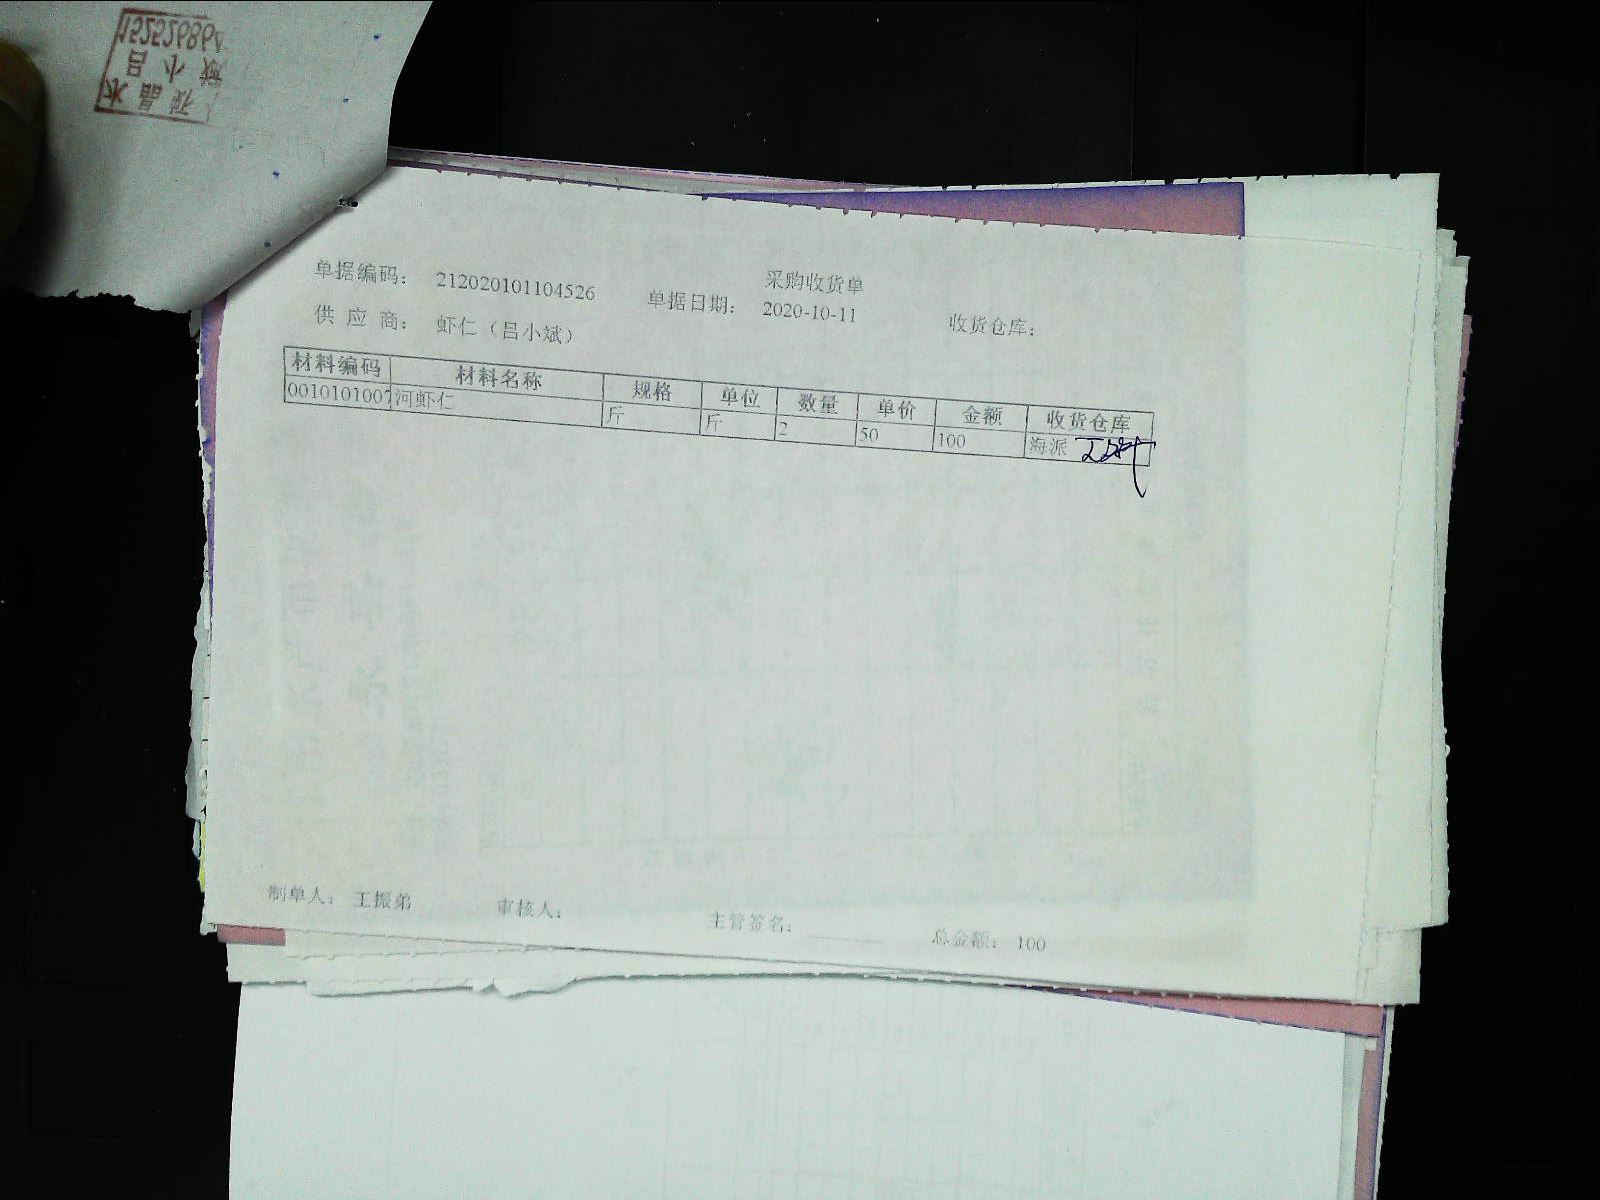 采购收货单
单据编码： 212020101104526 单据日期： 2020-10-11 收货仓库：
供 应 商： 虾仁（吕小斌）
材料编码 材料名称 规格 单位 数量 单价 金额 收货仓库
0010101007 河虾仁 斤 斤 2 50 100 海派
制单人： 王振弟 审核人： 主管签名： 总金额： 100